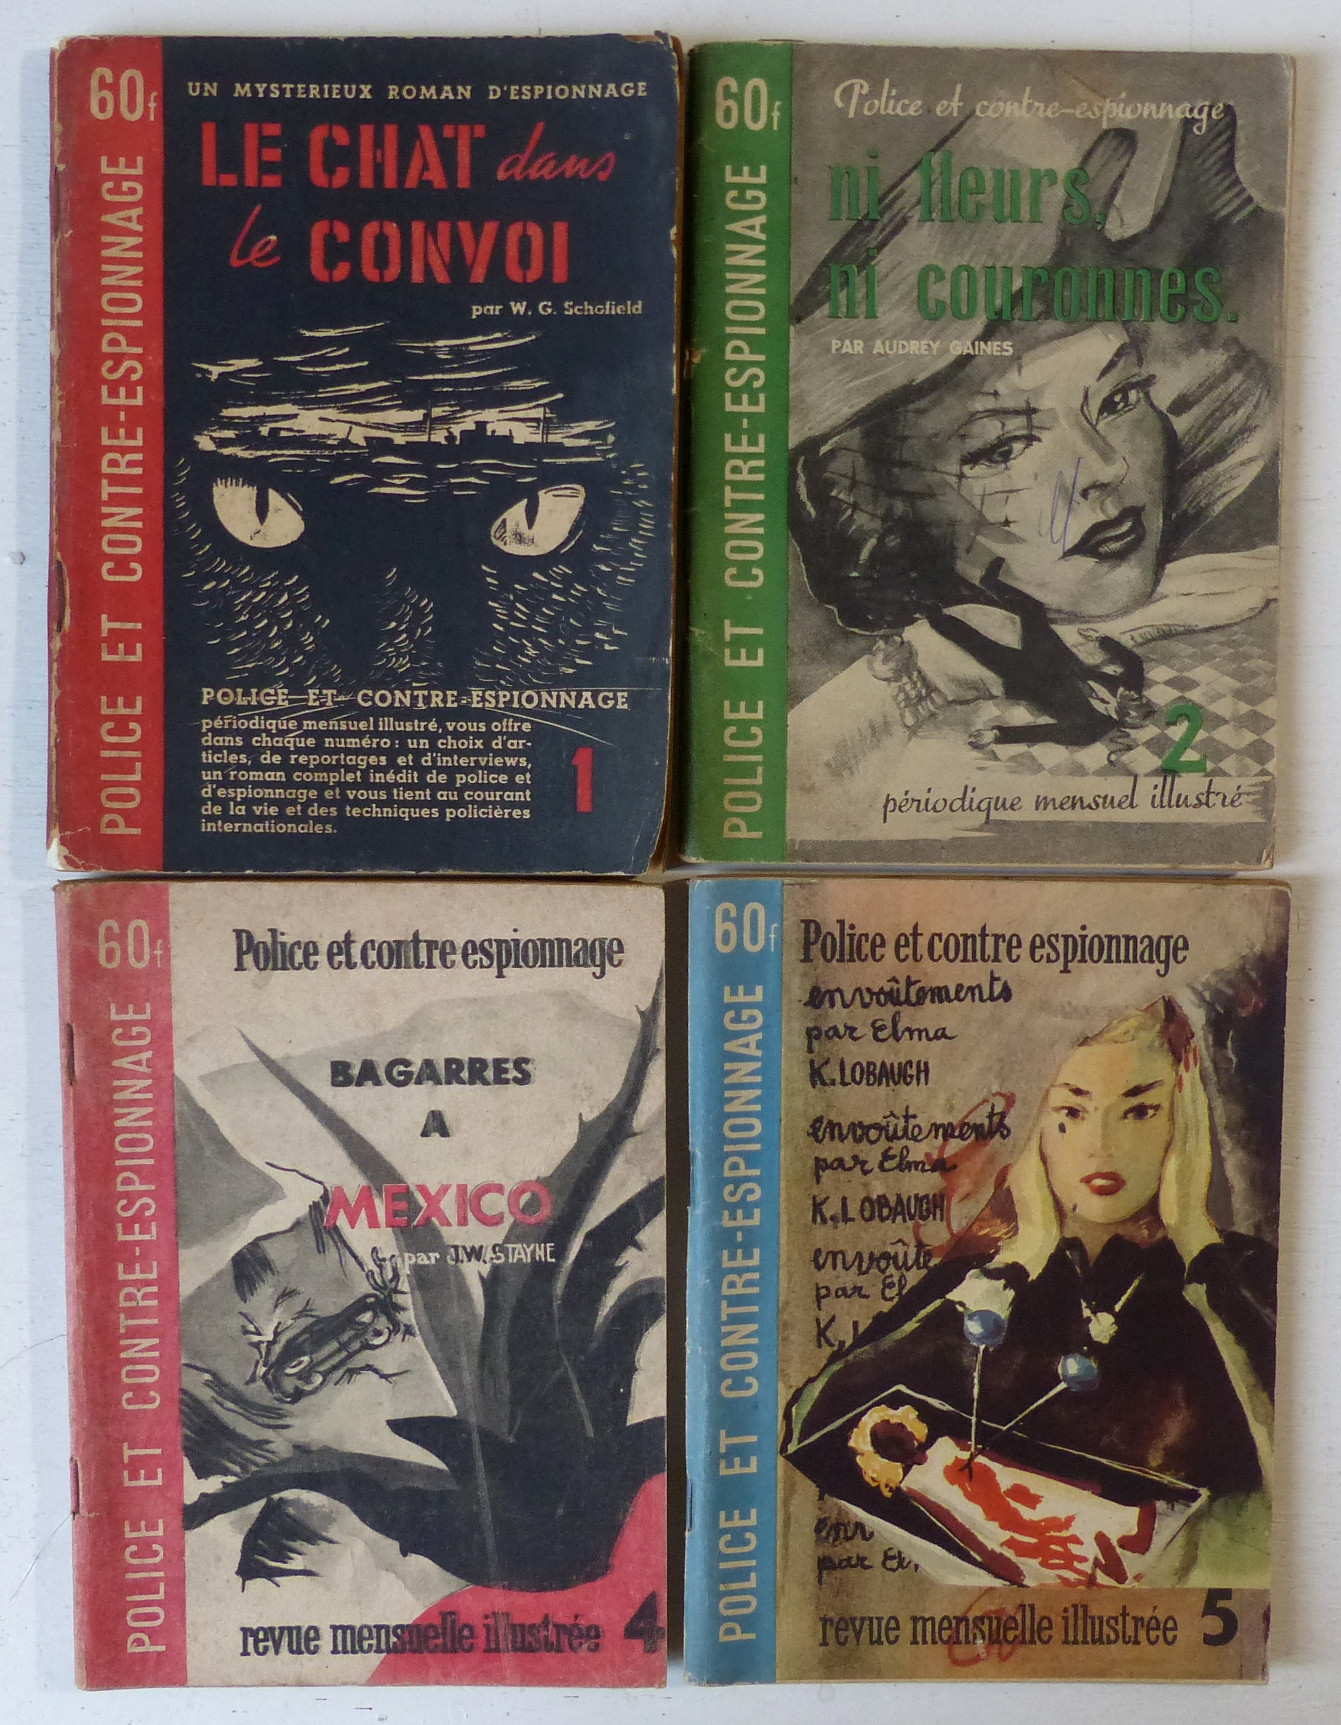 60f
POLICE ET CONTRE-ESPIONNAGE
UN MYSTERIEUX ROMAN D'ESPIONNAGE
LE CHAT dans
le CONVOI
par W. G. Schofield
POLICE ET CONTRE-ESPIONNAGE
périodique mensuel illustré, vous offre
dans chaque numéro : un choix d'ar-
ticles, de reportages et d'interviews,
un roman complet inédit de police et
d'espionnage et vous tient au courant
de la vie et des techniques policières
internationales.
1
60f
POLICE ET CONTRE-ESPIONNAGE
Police et contre-espionnage
ni fleurs,
ni couronnes.
PAR AUDREY GAINES
2
périodique mensuel illustré
60f
POLICE ET CONTRE-ESPIONNAGE
Police et contre espionnage
BAGARRES
A
MEXICO
par J.W. STAYNE
revue mensuelle illustrée 4
60f
POLICE ET CONTRE-ESPIONNAGE
Police et contre espionnage
envoûtements
par Elma
K. LOBAUGH
envoûtements
par Elma
K. LOBAUGH
envoûte
par El
K. L
par
revue mensuelle illustrée 5